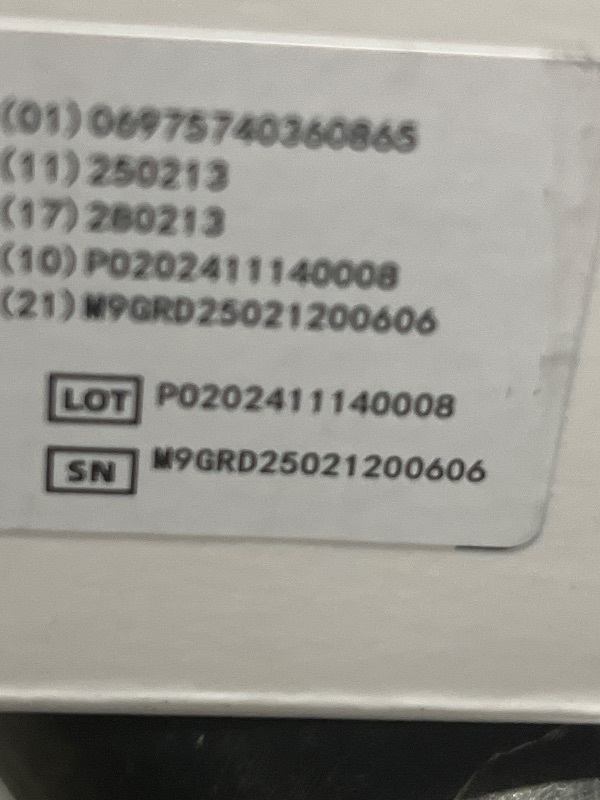 (01)06975740360865
(11)250213
(17)280213
(10)P0202411140008
(21)M9GRD25021200606
LOT P0202411140008
SN M9GRD25021200606